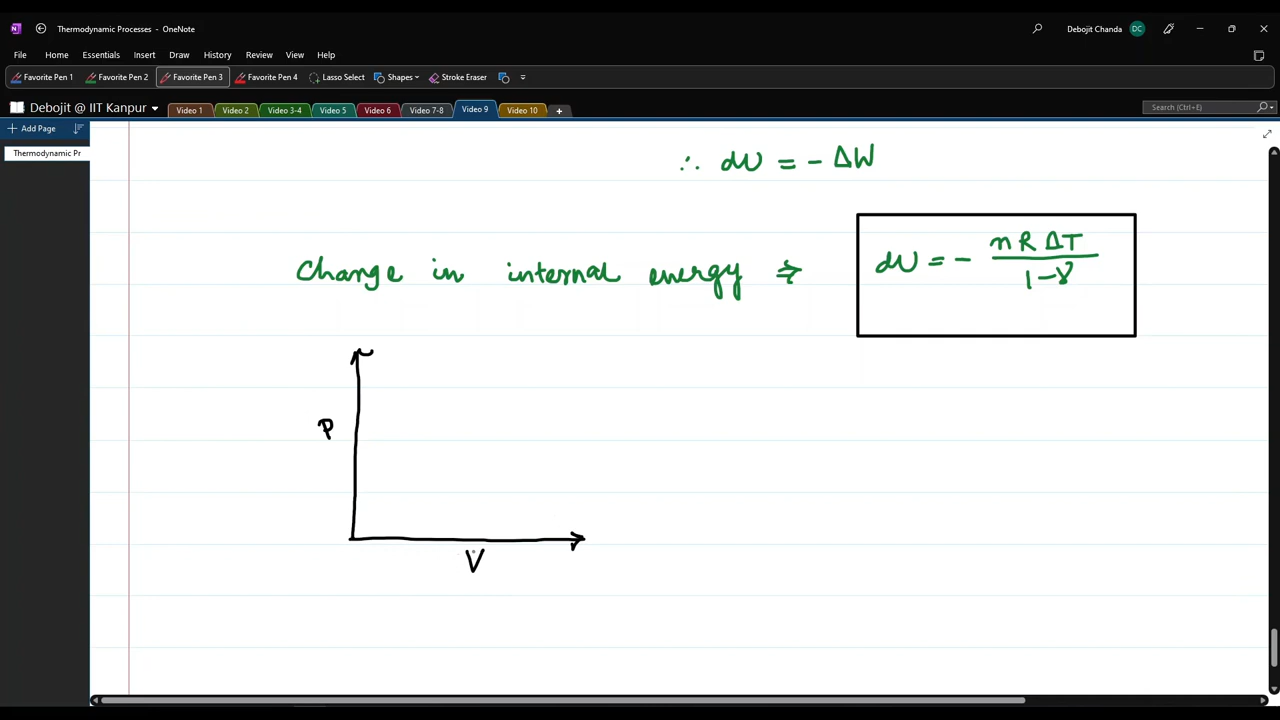 Thermodynamic Processes - OneNote
Debojit Chanda DC
File Home Essentials Insert Draw History Review View Help
Favorite Pen 1 Favorite Pen 2 Favorite Pen 3 Favorite Pen 4 Lasso Select Shapes Stroke Eraser
Debojit @ IIT Kanpur Video 1 Video 2 Video 3-4 Video 5 Video 6 Video 7-8 Video 9 Video 10 Search (Ctrl+E)
Add Page
Thermodynamic Pr
∴ dU = - ΔW
Change in internal energy ⇒ dU = - nRΔT / 1-γ
P
V